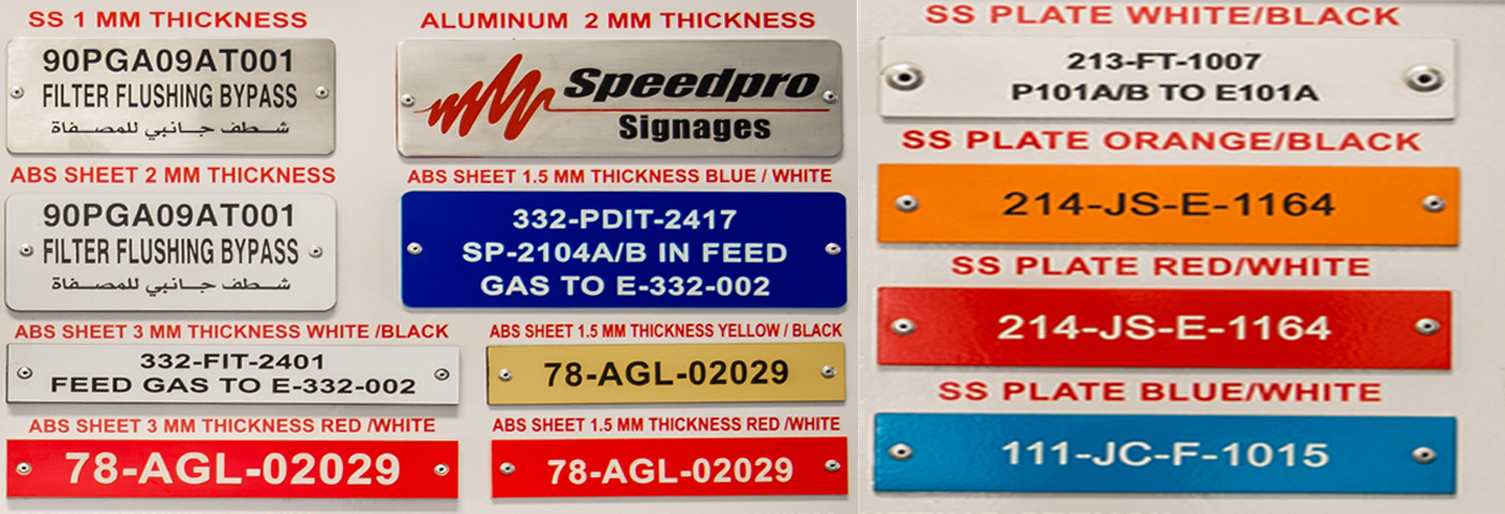 SS 1 MM THICKNESS
90PGA09AT001
FILTER FLUSHING BYPASS
شطف جانبي للمصفاة
ALUMINUM 2 MM THICKNESS
Speedpro
Signages
ABS SHEET 2 MM THICKNESS
90PGA09AT001
FILTER FLUSHING BYPASS
شطف جانبي للمصفاة
ABS SHEET 1.5 MM THICKNESS BLUE / WHITE
332-PDIT-2417
SP-2104A/B IN FEED
GAS TO E-332-002
ABS SHEET 3 MM THICKNESS WHITE /BLACK
332-FIT-2401
FEED GAS TO E-332-002
ABS SHEET 1.5 MM THICKNESS YELLOW / BLACK
78-AGL-02029
ABS SHEET 3 MM THICKNESS RED /WHITE
78-AGL-02029
ABS SHEET 1.5 MM THICKNESS RED /WHITE
78-AGL-02029
SS PLATE WHITE/BLACK
213-FT-1007
P101A/B TO E101A
SS PLATE ORANGE/BLACK
214-JS-E-1164
SS PLATE RED/WHITE
214-JS-E-1164
SS PLATE BLUE/WHITE
111-JC-F-1015